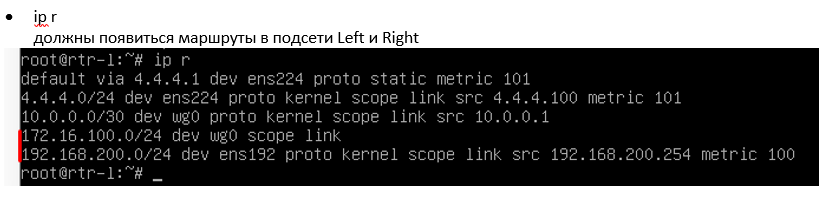 • ip r
должны появиться маршруты в подсети Left и Right
root@rtr-l:~# ip r
default via 4.4.4.1 dev ens224 proto static metric 101
4.4.4.0/24 dev ens224 proto kernel scope link src 4.4.4.100 metric 101
10.0.0.0/30 dev wg0 proto kernel scope link src 10.0.0.1
172.16.100.0/24 dev wg0 scope link
192.168.200.0/24 dev ens192 proto kernel scope link src 192.168.200.254 metric 100
root@rtr-l:~# _